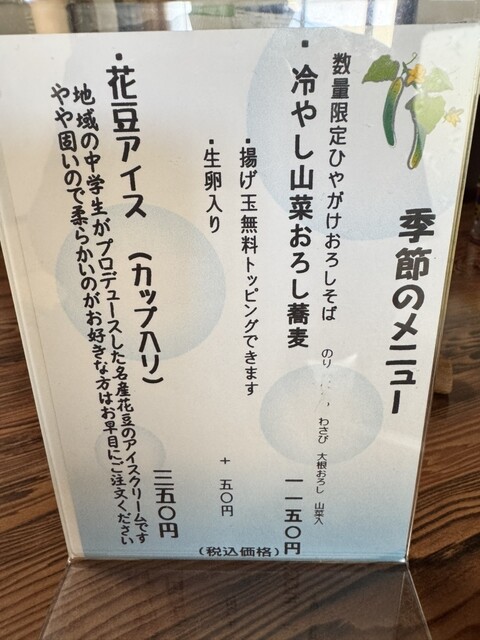 季節のメニュー
数量限定ひやがけおろしそば
・冷やし山菜おろし蕎麦
のり わさび 大根おろし 山菜入
一一五〇円
・揚げ玉無料トッピングできます
・生卵入り
+ 五〇円
・花豆アイス (カップ入り)
三五〇円
地域の中学生がプロデュースした名産花豆のアイスクリームです
やや固いので柔らかいのがお好きな方はお早目にご注文ください
(税込価格)